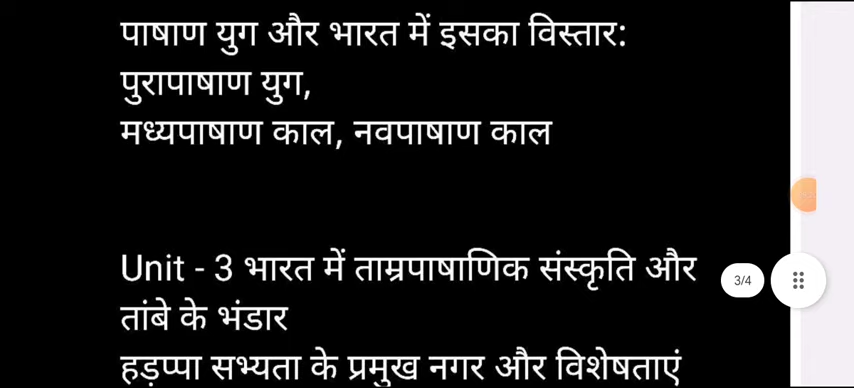 पाषाण युग और भारत में इसका विस्तार:
पुरापाषाण युग,
मध्यपाषाण काल, नवपाषाण काल
Unit - 3 भारत में ताम्रपाषाणिक संस्कृति और
तांबे के भंडार
हड़प्पा सभ्यता के प्रमुख नगर और विशेषताएं
3/4